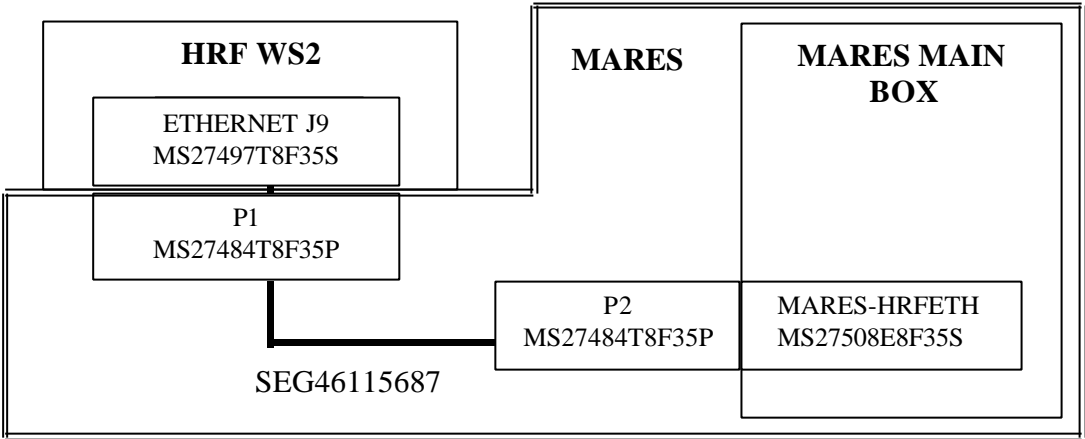 HRF WS2
ETHERNET J9
MS27497T8F35S
P1
MS27484T8F35P
MARES
MARES MAIN
BOX
P2
MS27484T8F35P
MARES-HRFETH
MS27508E8F35S
SEG46115687